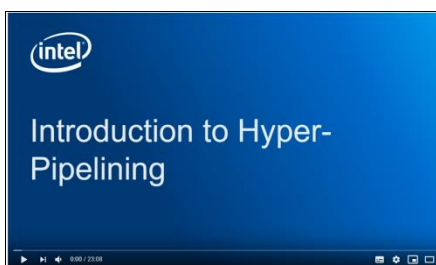 intel
Introduction to Hyper-
Pipelining
0:00 / 23:08